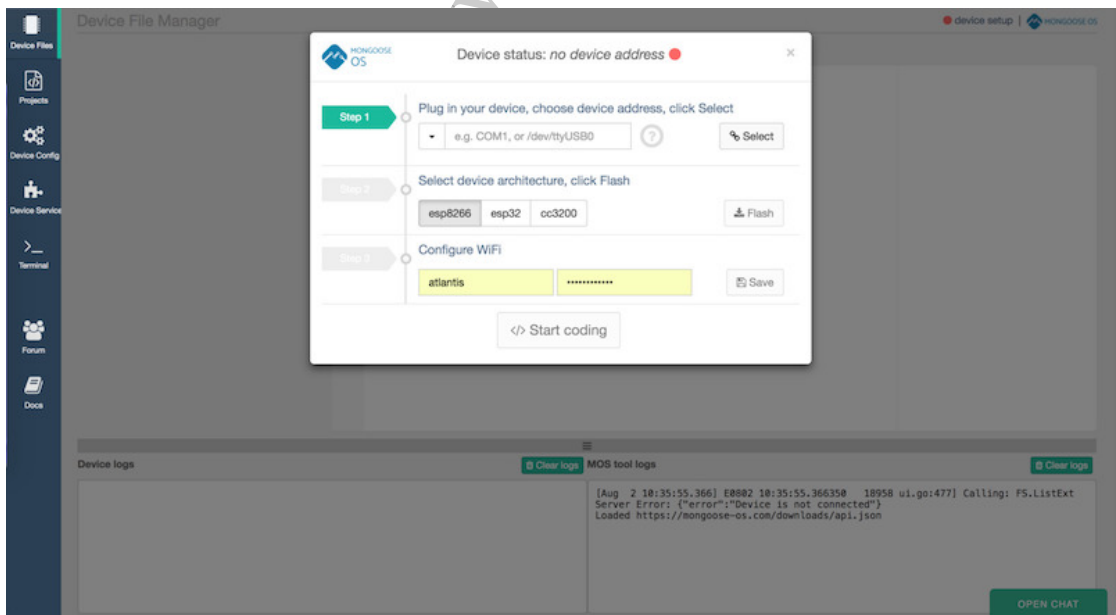 Device File Manager
device setup | MONGOOSE OS
Device Files
Projects
Device Config
Device Service
Terminal
Forum
Docs
MONGOOSE
OS
Device status: no device address
×
Step 1
Plug in your device, choose device address, click Select
e.g. COM1, or /dev/ttyUSB0
?
Select
Step 2
Select device architecture, click Flash
esp8266 esp32 cc3200
Flash
Step 3
Configure WiFi
atlantis
••••••••••••
Save
</> Start coding
Device logs
Clear logs
MOS tool logs
Clear logs
[Aug 2 10:35:55.366] E0802 10:35:55.366350 18958 ui.go:477] Calling: FS.ListExt
Server Error: {"error":"Device is not connected"}
Loaded https://mongoose-os.com/downloads/api.json
OPEN CHAT